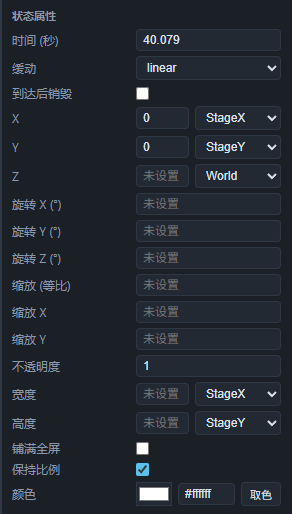 状态属性
时间 (秒) 40.079
缓动 linear
到达后销毁
X 0 StageX
Y 0 StageY
Z 未设置 World
旋转 X (°) 未设置
旋转 Y (°) 未设置
旋转 Z (°) 未设置
缩放 (等比) 未设置
缩放 X 未设置
缩放 Y 未设置
不透明度 1
宽度 未设置 StageX
高度 未设置 StageY
铺满全屏
保持比例
颜色 #ffffff 取色